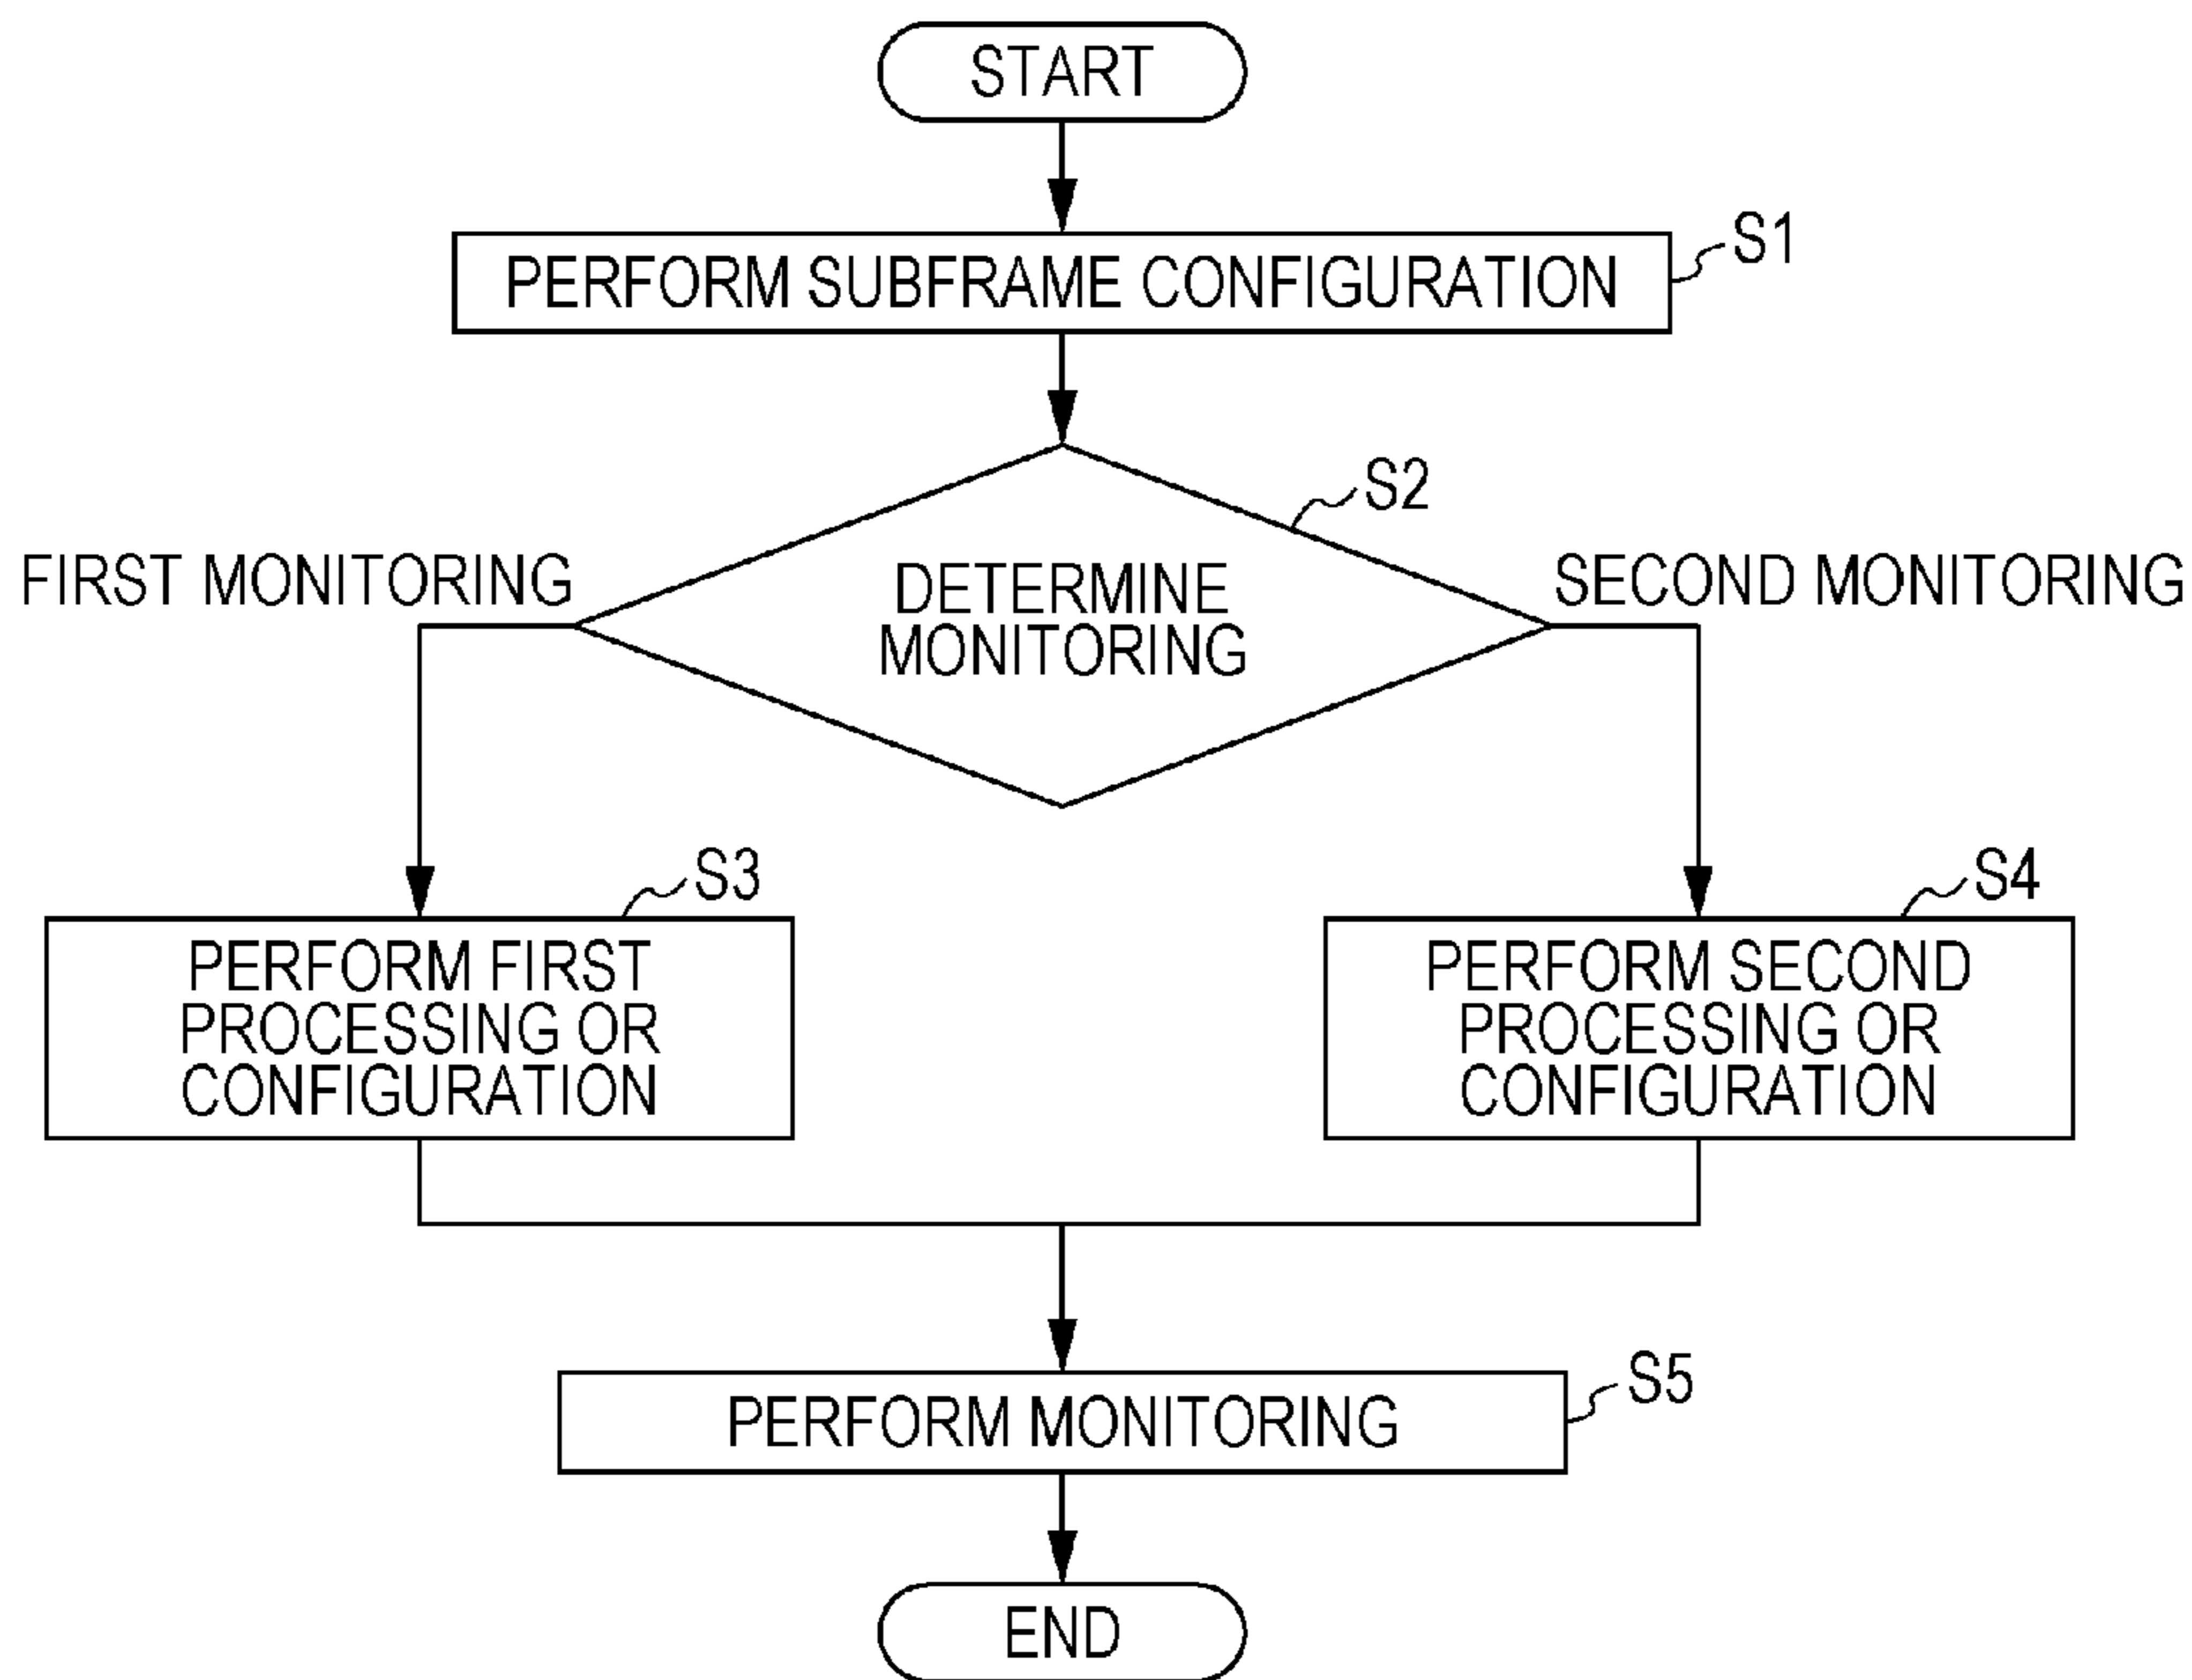 START
S1
PERFORM SUBFRAME CONFIGURATION
S2
FIRST MONITORING
DETERMINE
MONITORING
SECOND MONITORING
S3
PERFORM FIRST
PROCESSING OR
CONFIGURATION
S4
PERFORM SECOND
PROCESSING OR
CONFIGURATION
S5
PERFORM MONITORING
END